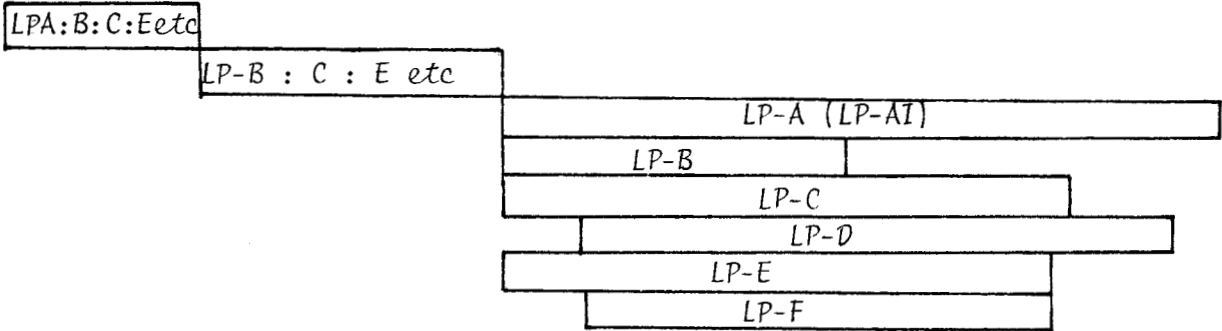 LPA:B:C:Eetc
LP-B : C : E etc
LP-A (LP-AI)
LP-B
LP-C
LP-D
LP-E
LP-F